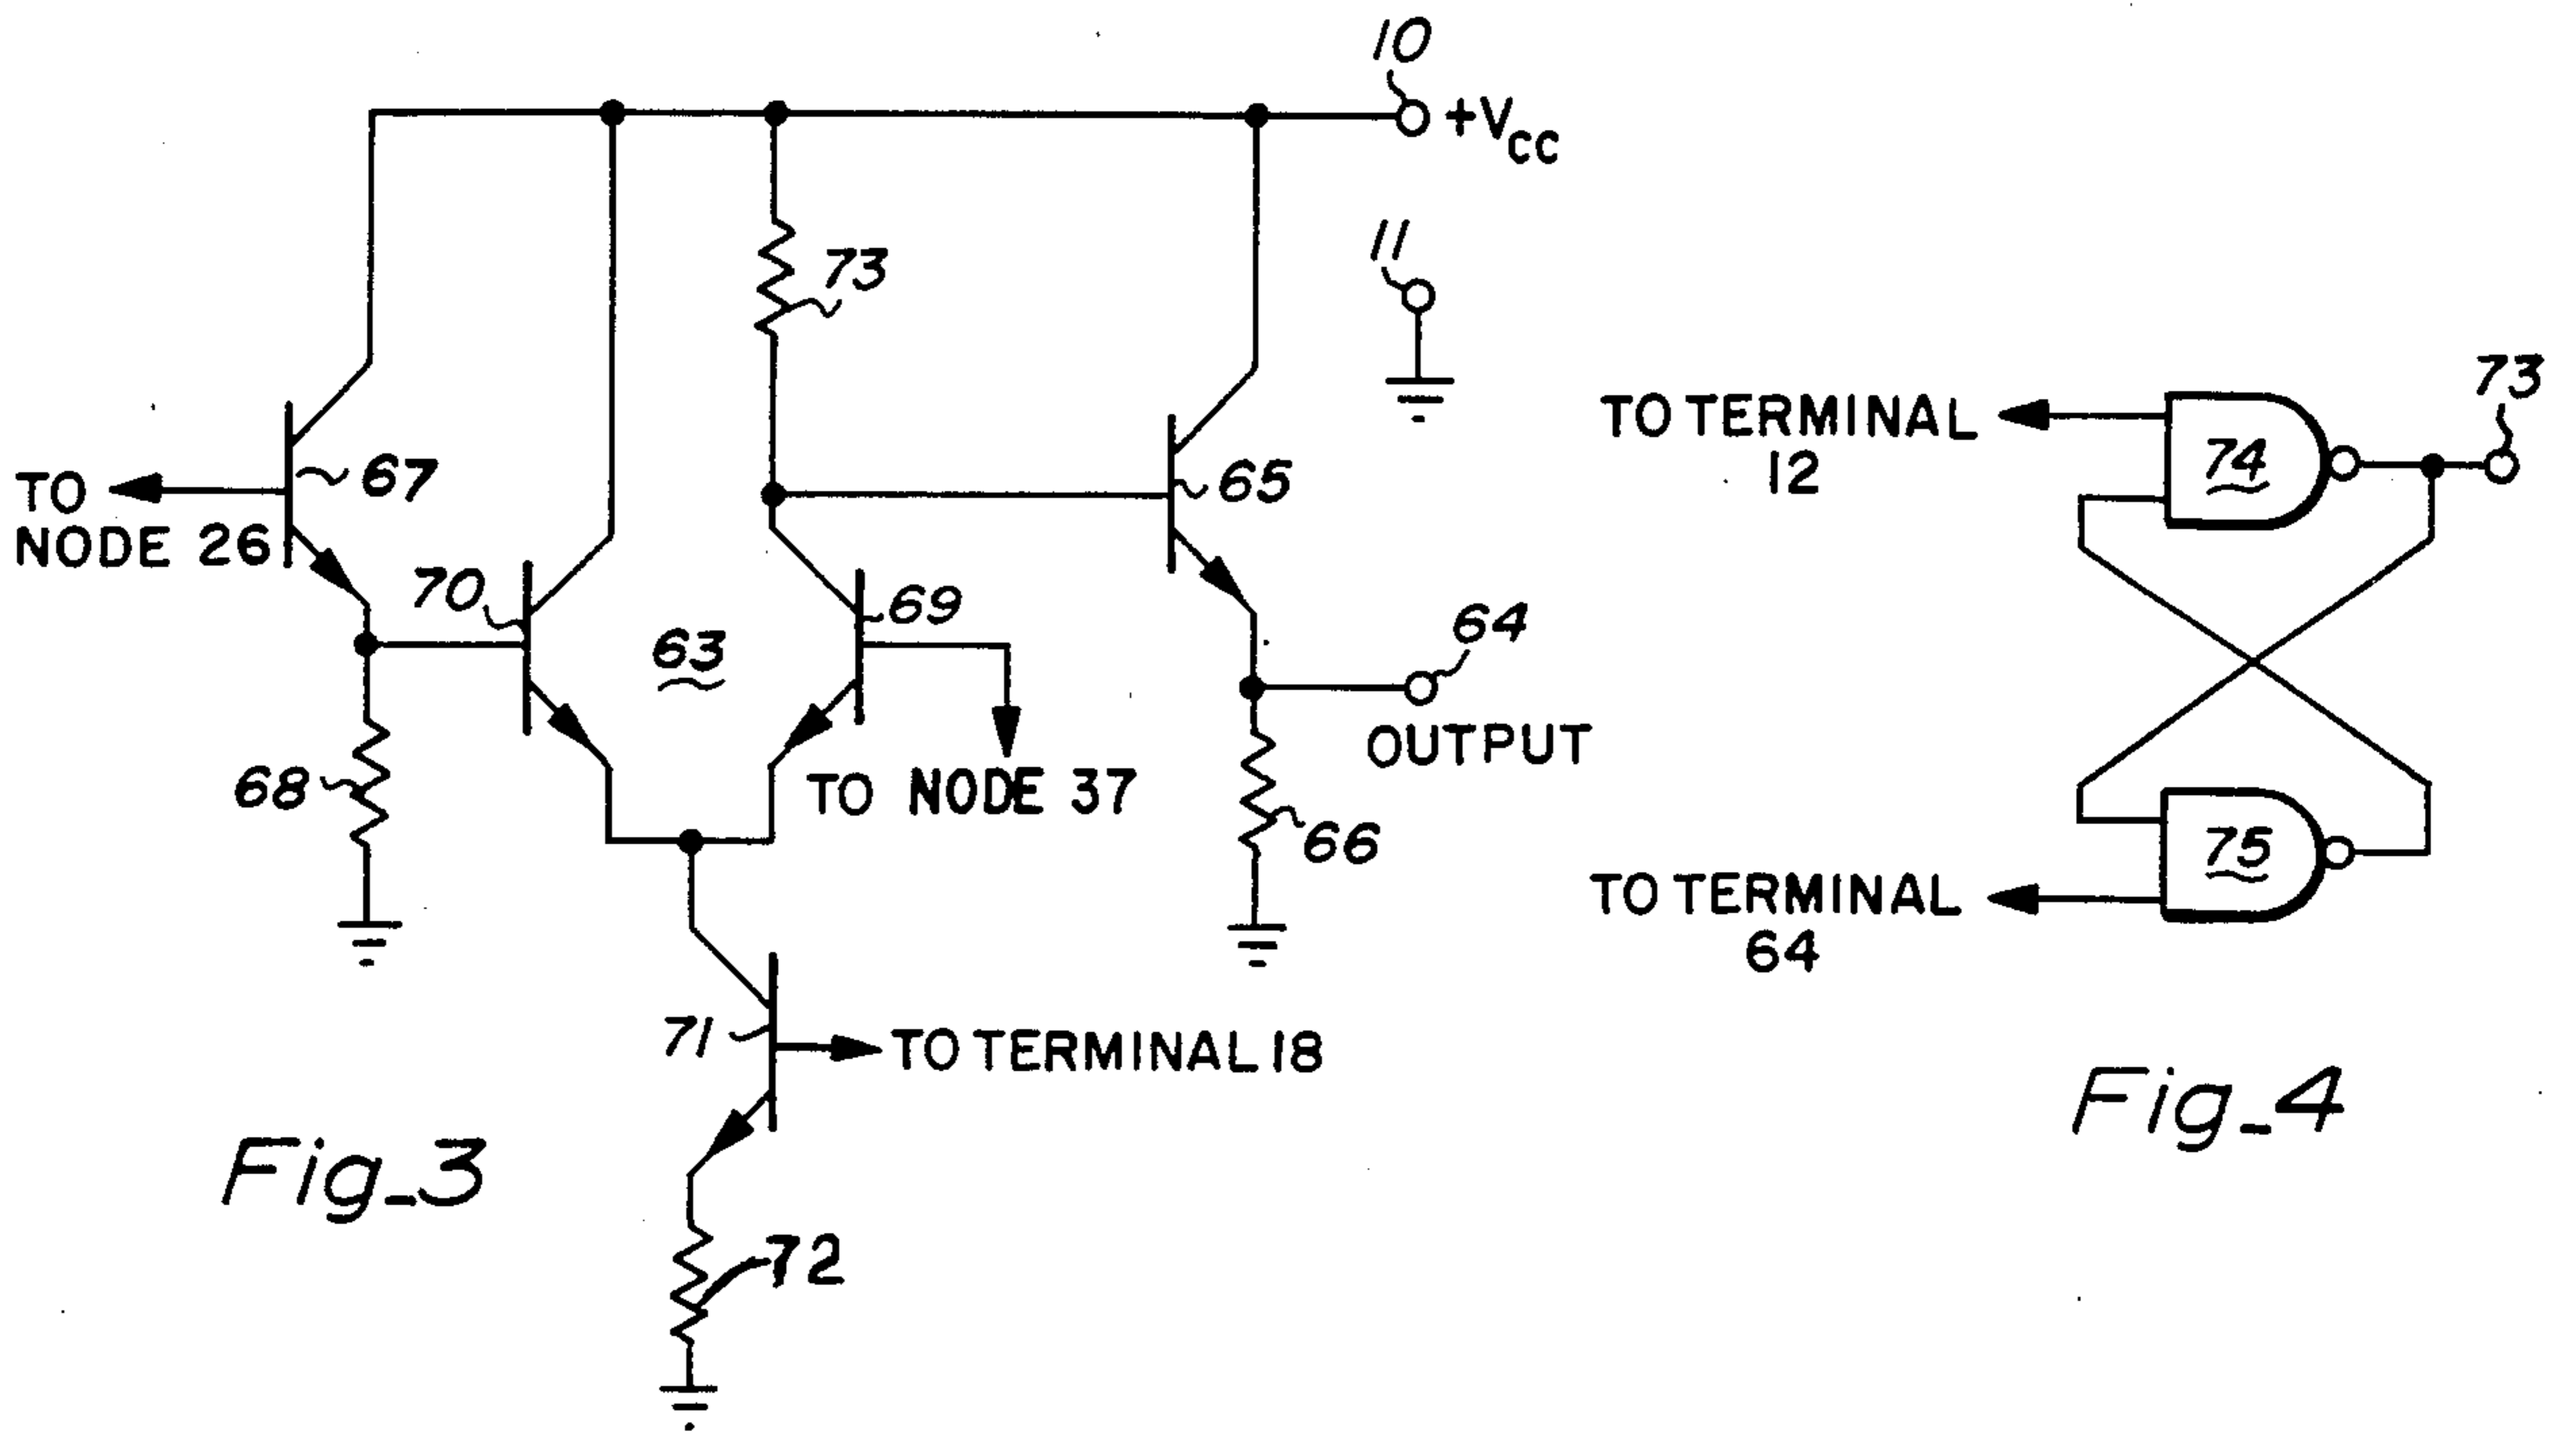 10
+VCC
11
73
67
TO
NODE 26
70
63
69
65
64
OUTPUT
TO NODE 37
68
66
71
TO TERMINAL 18
72
Fig_3
TO TERMINAL
12
74
73
75
TO TERMINAL
64
Fig_4